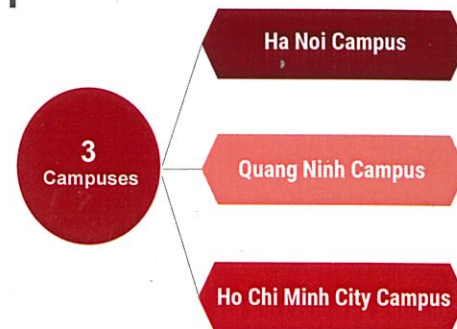 3
Campuses
Ha Noi Campus
Quang Ninh Campus
Ho Chi Minh City Campus